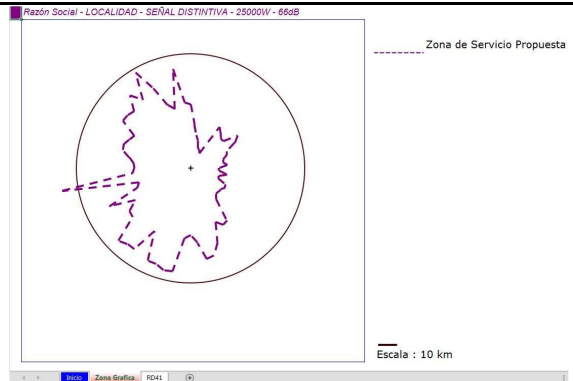 Razón Social - LOCALIDAD - SEÑAL DISTINTIVA - 25000W - 66dB
Zona de Servicio Propuesta
Escala : 10 km
Inicio Zona Grafica RD41